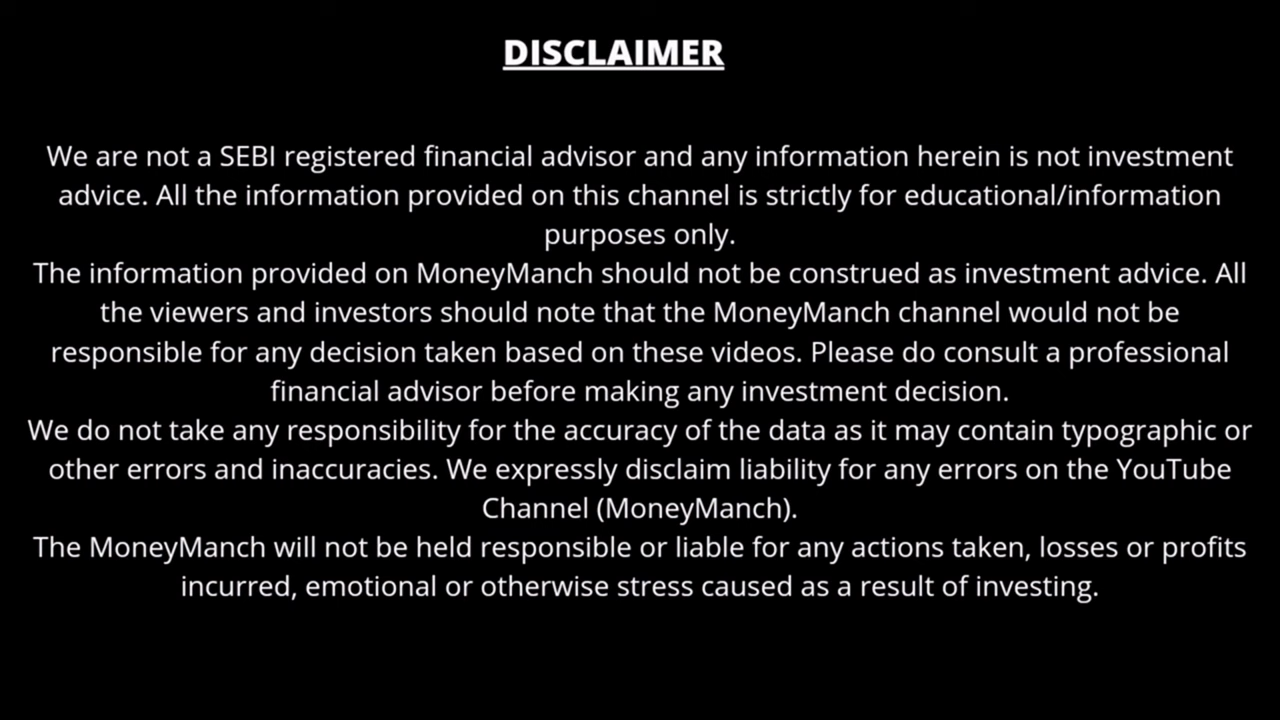 DISCLAIMER
We are not a SEBI registered financial advisor and any information herein is not investment
advice. All the information provided on this channel is strictly for educational/information
purposes only.
The information provided on MoneyManch should not be construed as investment advice. All
the viewers and investors should note that the MoneyManch channel would not be
responsible for any decision taken based on these videos. Please do consult a professional
financial advisor before making any investment decision.
We do not take any responsibility for the accuracy of the data as it may contain typographic or
other errors and inaccuracies. We expressly disclaim liability for any errors on the YouTube
Channel (MoneyManch).
The MoneyManch will not be held responsible or liable for any actions taken, losses or profits
incurred, emotional or otherwise stress caused as a result of investing.